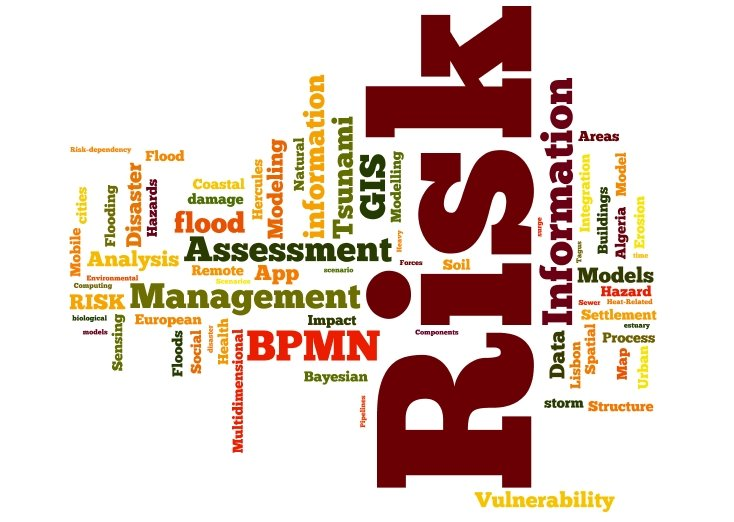 Risk
Information
information
Tsunami
GIS
Modelling
Natural
Modeling
Hercules
Risk-dependency
Flood
Coastal
damage
flood
Disaster
Hazards
Flooding
cities
Mobile
Assessment
Heavy
Analysis
Remote
App
scenario
Forces
Soil
Environmental
Scenarios
Computing
RISK
Management
biological
European
Impact
models
Sensing
Floods
Social
disaster
Health
Multidimensional
BPMN
Components
Bayesian
Pipelines
Areas
Integration
Model
Buildings
Algeria
Erosion
surge
Tagus
time
Models
Hazard
Sewer
Heat-Related
Settlement
estuary
Data
Lisbon
Spatial
Process
Map
Urban
storm
Structure
Vulnerability